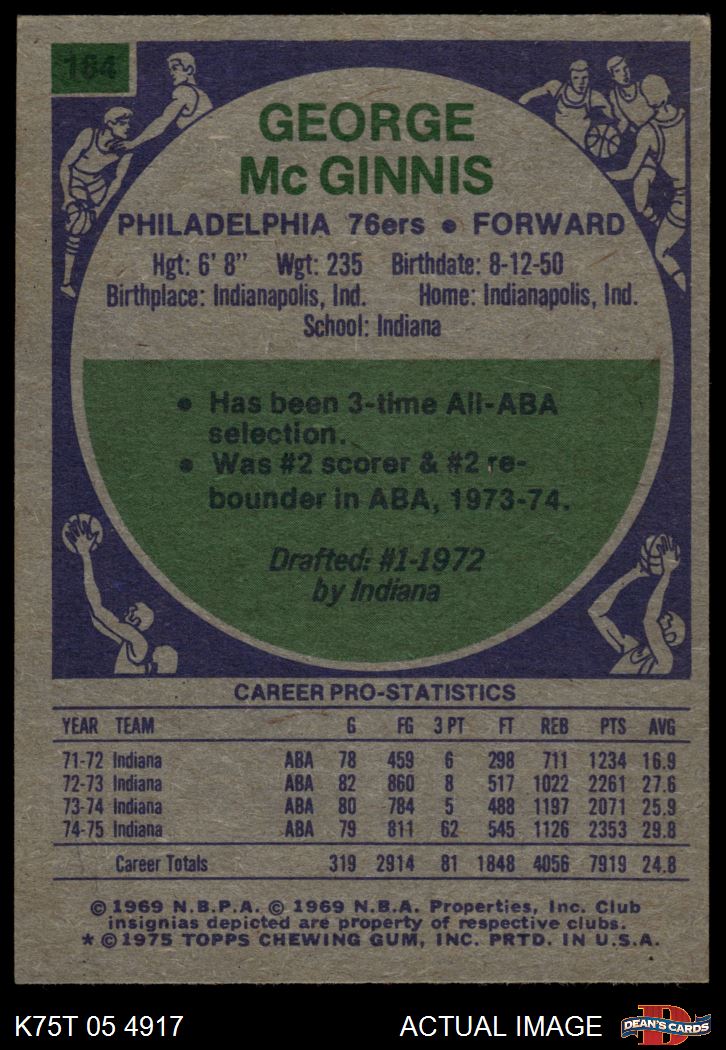 184
GEORGE
Mc GINNIS
PHILADELPHIA 76ers ● FORWARD
Hgt: 6' 8" Wgt: 235 Birthdate: 8-12-50
Birthplace: Indianapolis, Ind. Home: Indianapolis, Ind.
School: Indiana
● Has been 3-time All-ABA
selection.
● Was #2 scorer & #2 re-
bounder in ABA, 1973-74.
Drafted: #1-1972
by Indiana
CAREER PRO-STATISTICS
YEAR TEAM G FG 3 PT FT REB PTS AVG
71-72 Indiana ABA 78 459 6 298 711 1234 16.9
72-73 Indiana ABA 82 860 8 517 1022 2261 27.6
73-74 Indiana ABA 80 784 5 488 1197 2071 25.9
74-75 Indiana ABA 79 811 62 545 1126 2353 29.8
Career Totals 319 2914 81 1848 4056 7919 24.8
© 1969 N.B.P.A. © 1969 N.B.A. Properties, Inc. Club
insignias depicted are property of respective clubs.
* © 1975 TOPPS CHEWING GUM, INC. PRTD. IN U.S.A.
K75T 05 4917 ACTUAL IMAGE
DEAN'S CARDS